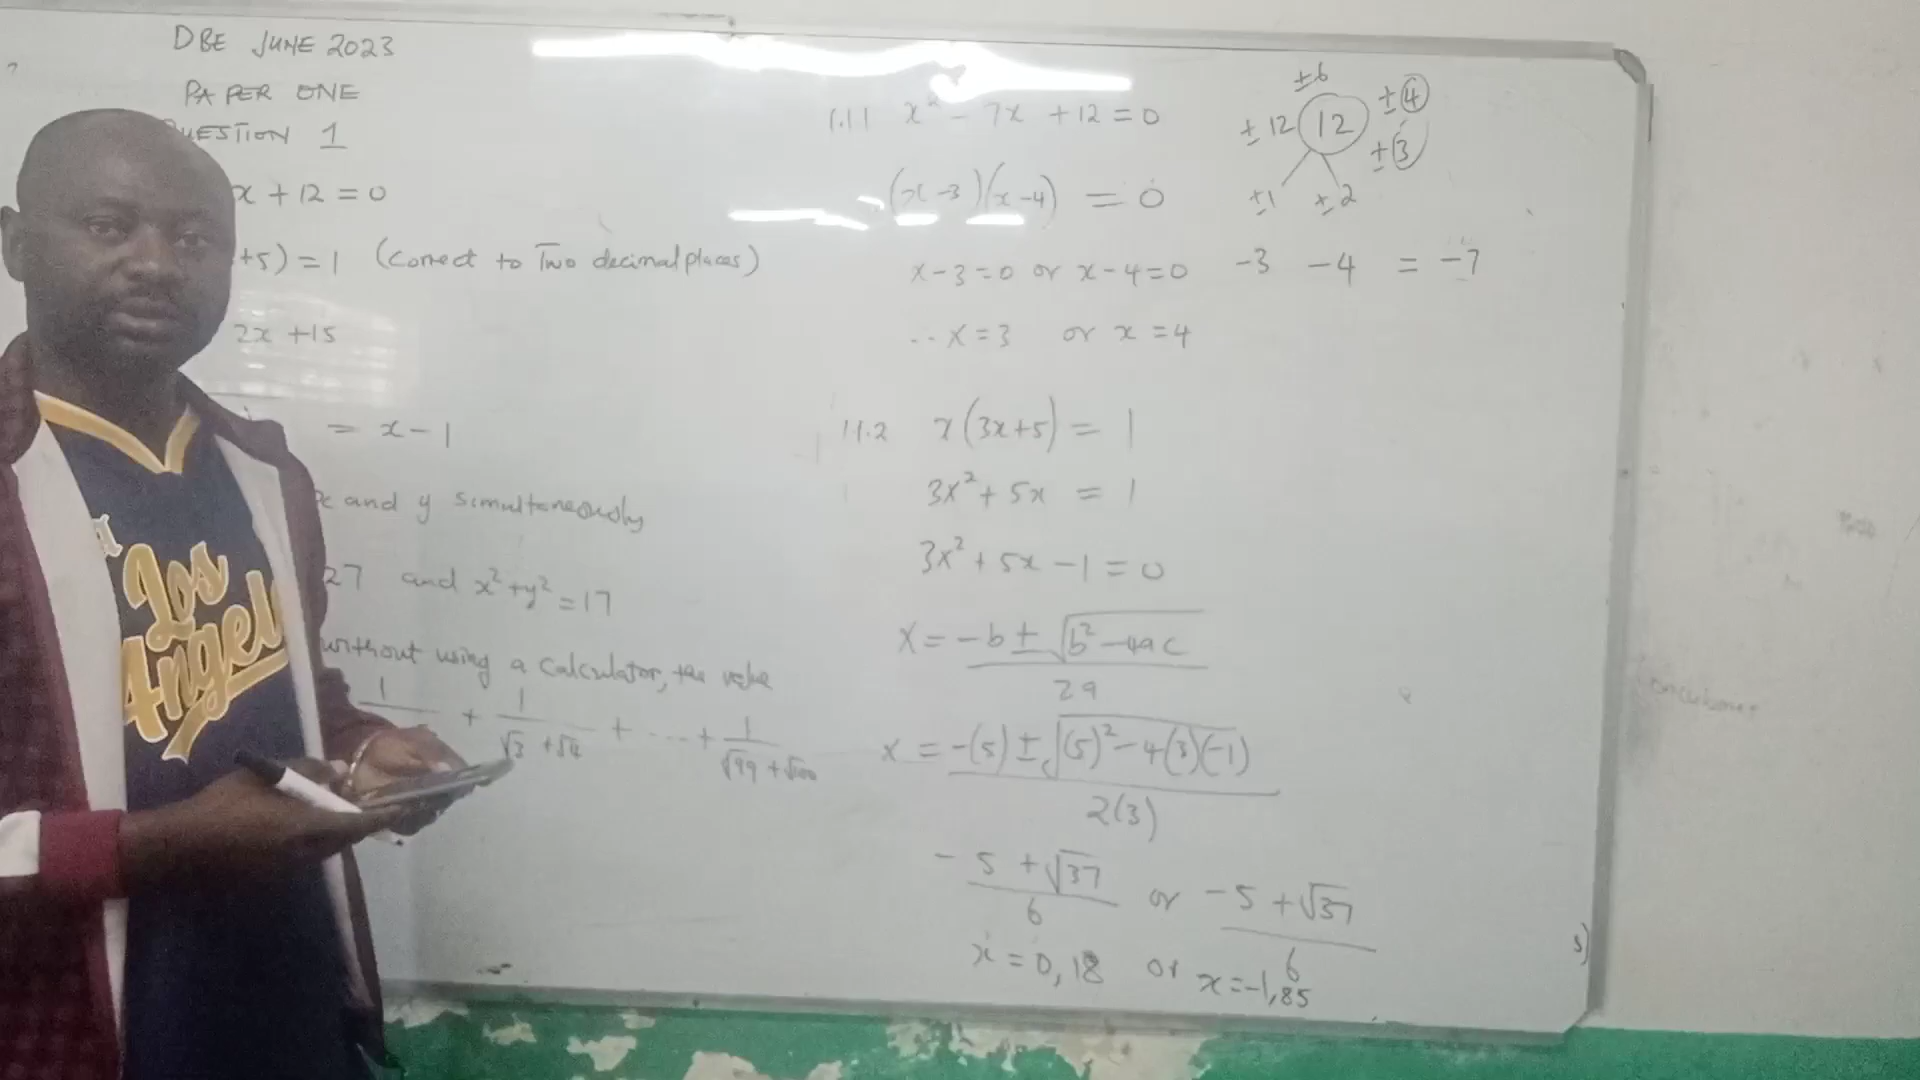 DBE JUNE 2023
PAPER ONE
QUESTION 1
x + 12 = 0
+5) = 1 (Correct to Two decimal places)
2x + 15
= x - 1
x and y simultaneously
27 and x² + y² = 17
without using a calculator, the value
1/ + 1/(√3 + √4) + ... + 1/(√99 + √100)
1.1.1 x² - 7x + 12 = 0
(x - 3)(x - 4) = 0
x - 3 = 0 or x - 4 = 0
∴ x = 3 or x = 4
±6
±12 12 ±4
±3
±1 ±2
-3 -4 = -7
1.1.2 x(3x + 5) = 1
3x² + 5x = 1
3x² + 5x - 1 = 0
x = -b ± √(b² - 4ac)
2a
x = -(5) ± √((5)² - 4(3)(-1))
2(3)
-5 + √37 or -5 + √37
6 6
x = 0,18 or x = -1,85
Los
Angel